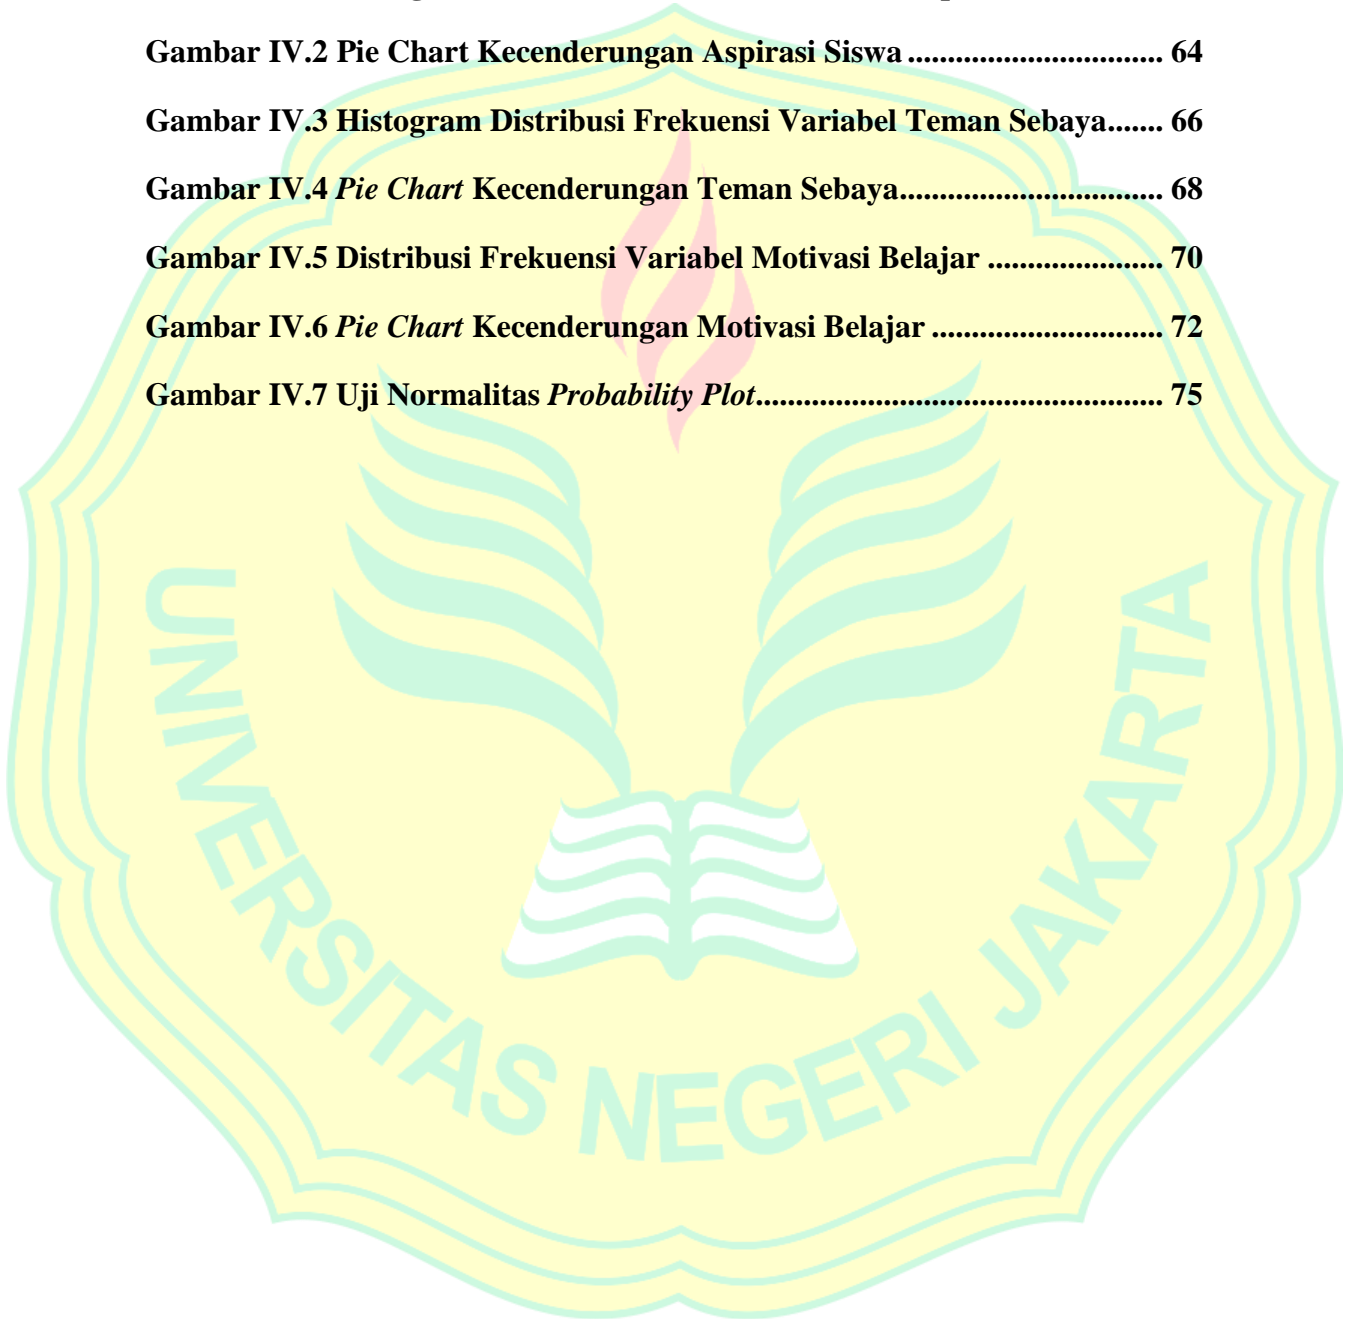 Gambar IV.2 Pie Chart Kecenderungan Aspirasi Siswa ................................ 64
Gambar IV.3 Histogram Distribusi Frekuensi Variabel Teman Sebaya....... 66
Gambar IV.4 Pie Chart Kecenderungan Teman Sebaya................................. 68
Gambar IV.5 Distribusi Frekuensi Variabel Motivasi Belajar ...................... 70
Gambar IV.6 Pie Chart Kecenderungan Motivasi Belajar ............................. 72
Gambar IV.7 Uji Normalitas Probability Plot.................................................... 75
UNIVERSITAS NEGERI JAKARTA